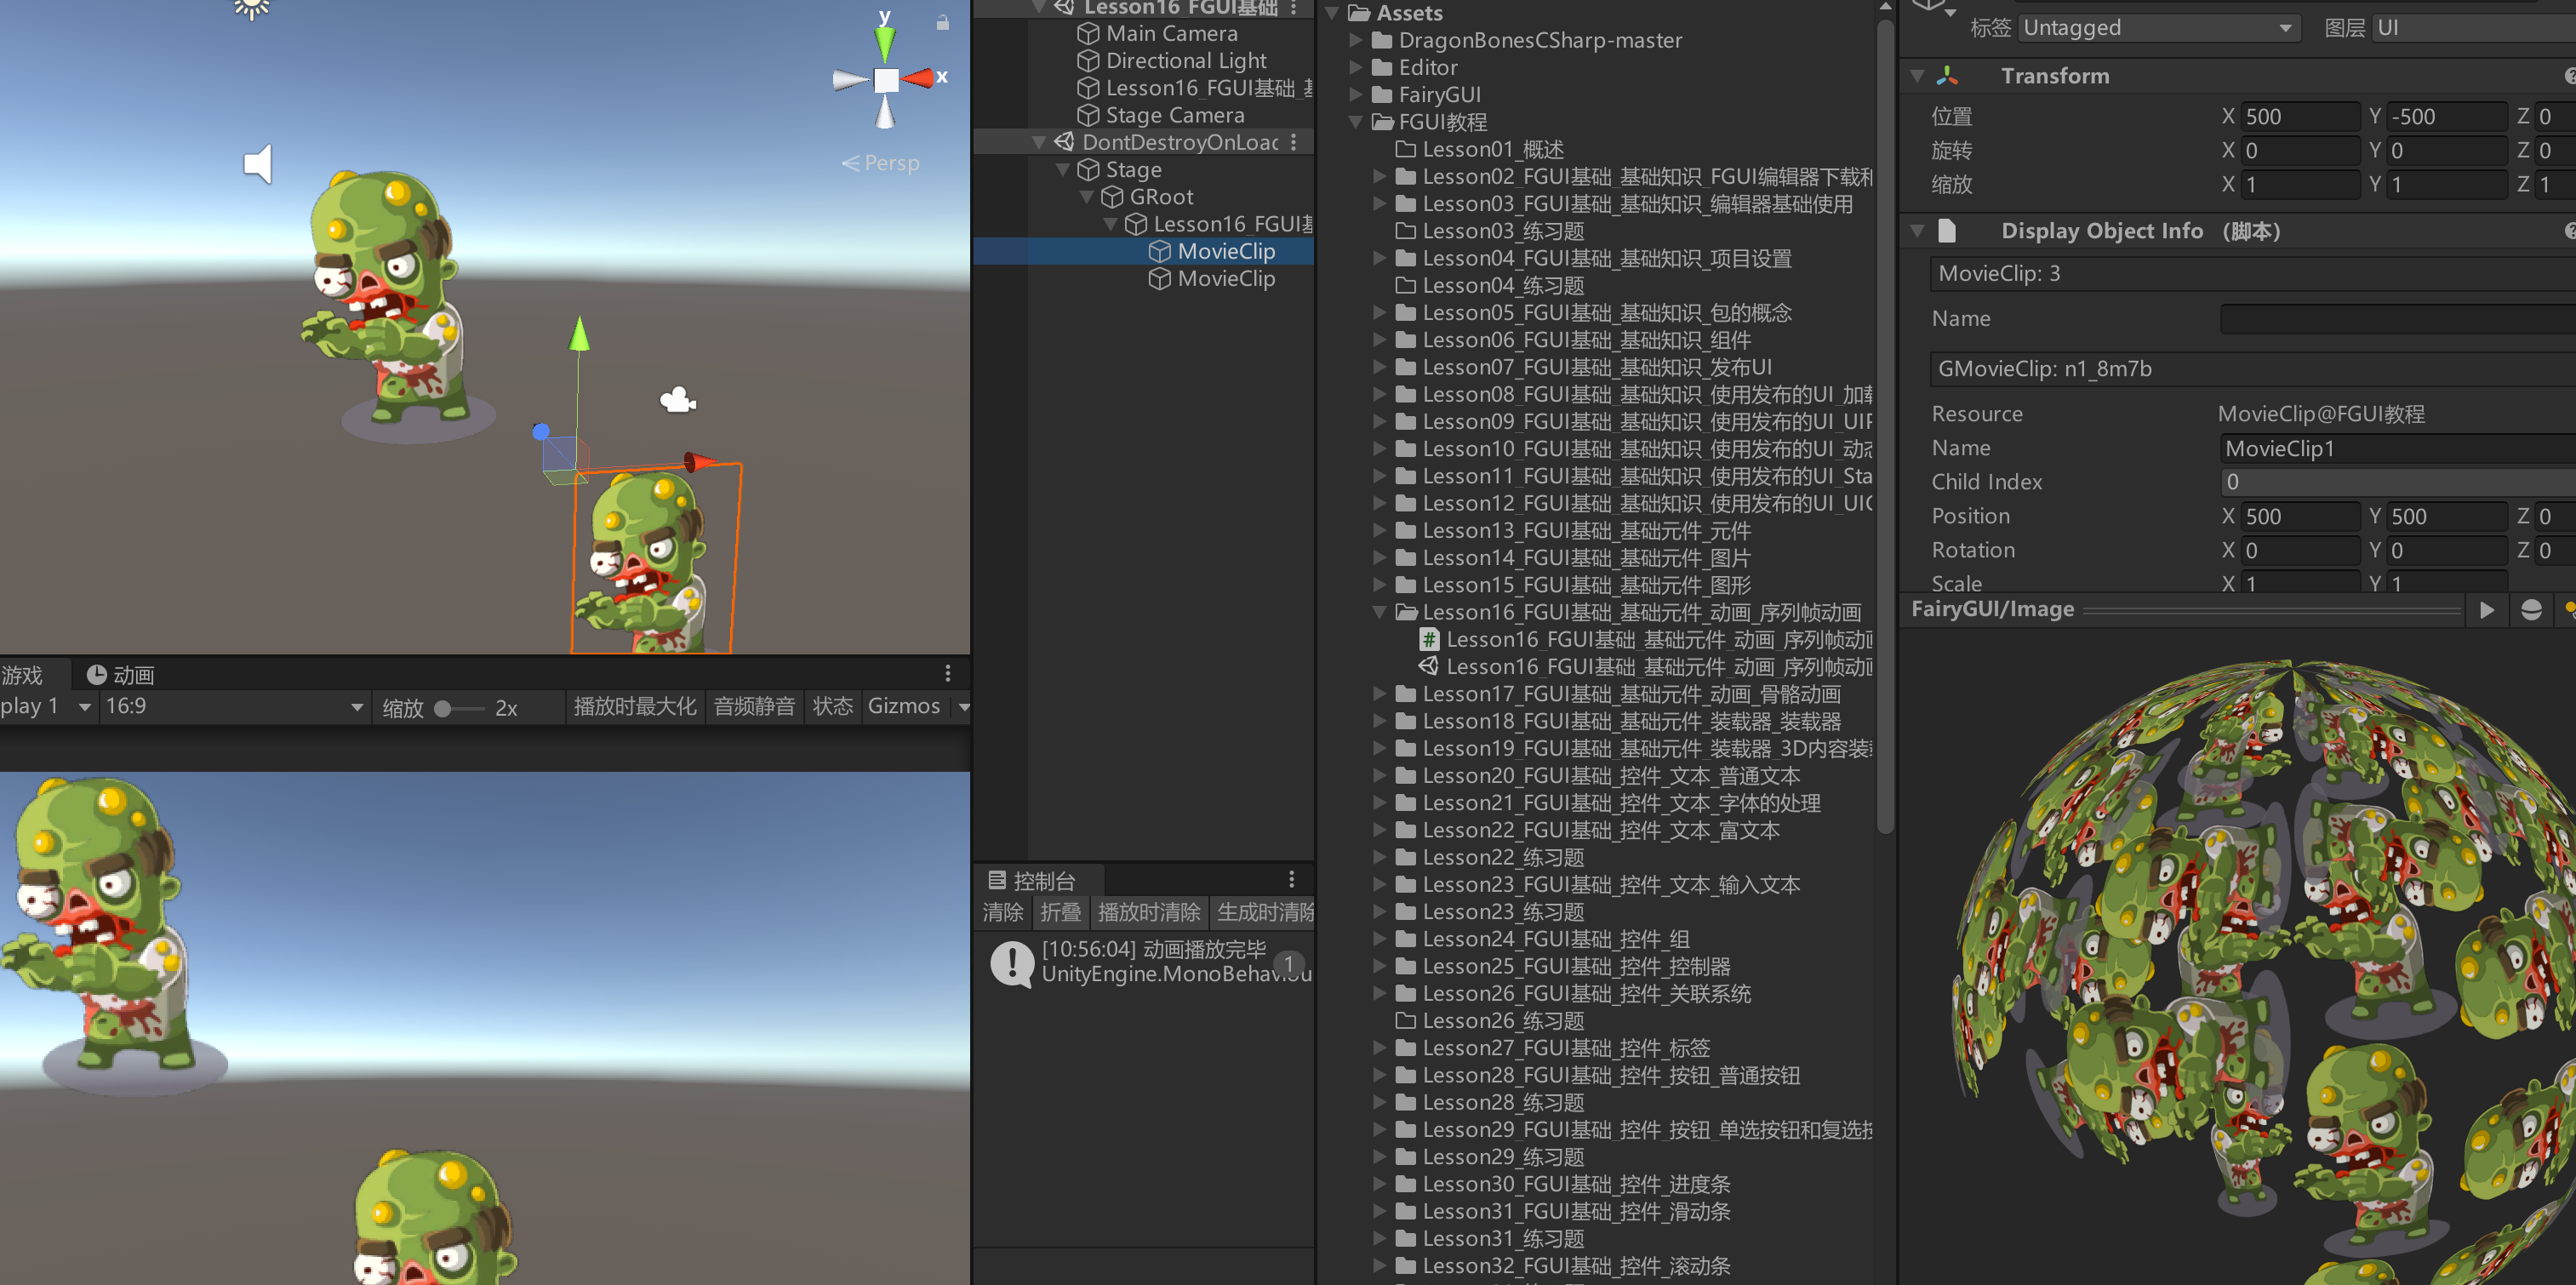 y
x
Persp
游戏
动画
play 1
16:9
缩放
2x
播放时最大化
音频静音
状态
Gizmos
Lesson16_FGUI基础
Main Camera
Directional Light
Lesson16_FGUI基础_
Stage Camera
DontDestroyOnLoad
Stage
GRoot
Lesson16_FGUI
MovieClip
MovieClip
控制台
清除
折叠
播放时清除
生成时清除
[10:56:04] 动画播放完毕
UnityEngine.MonoBehaviou
1
Assets
DragonBonesCSharp-master
Editor
FairyGUI
FGUI教程
Lesson01_概述
Lesson02_FGUI基础_基础知识_FGUI编辑器下载和
Lesson03_FGUI基础_基础知识_编辑器基础使用
Lesson03_练习题
Lesson04_FGUI基础_基础知识_项目设置
Lesson04_练习题
Lesson05_FGUI基础_基础知识_包的概念
Lesson06_FGUI基础_基础知识_组件
Lesson07_FGUI基础_基础知识_发布UI
Lesson08_FGUI基础_基础知识_使用发布的UI_加载
Lesson09_FGUI基础_基础知识_使用发布的UI_UIP
Lesson10_FGUI基础_基础知识_使用发布的UI_动态
Lesson11_FGUI基础_基础知识_使用发布的UI_Sta
Lesson12_FGUI基础_基础知识_使用发布的UI_UIC
Lesson13_FGUI基础_基础元件_元件
Lesson14_FGUI基础_基础元件_图片
Lesson15_FGUI基础_基础元件_图形
Lesson16_FGUI基础_基础元件_动画_序列帧动画
Lesson16_FGUI基础_基础元件_动画_序列帧动画
Lesson16_FGUI基础_基础元件_动画_序列帧动画
Lesson17_FGUI基础_基础元件_动画_骨骼动画
Lesson18_FGUI基础_基础元件_装载器_装载器
Lesson19_FGUI基础_基础元件_装载器_3D内容装
Lesson20_FGUI基础_控件_文本_普通文本
Lesson21_FGUI基础_控件_文本_字体的处理
Lesson22_FGUI基础_控件_文本_富文本
Lesson22_练习题
Lesson23_FGUI基础_控件_文本_输入文本
Lesson23_练习题
Lesson24_FGUI基础_控件_组
Lesson25_FGUI基础_控件_控制器
Lesson26_FGUI基础_控件_关联系统
Lesson26_练习题
Lesson27_FGUI基础_控件_标签
Lesson28_FGUI基础_控件_按钮_普通按钮
Lesson28_练习题
Lesson29_FGUI基础_控件_按钮_单选按钮和复选按
Lesson29_练习题
Lesson30_FGUI基础_控件_进度条
Lesson31_FGUI基础_控件_滑动条
Lesson31_练习题
Lesson32_FGUI基础_控件_滚动条
标签 Untagged 图层 UI
Transform
位置 X 500 Y -500 Z 0
旋转 X 0 Y 0 Z 0
缩放 X 1 Y 1 Z 1
Display Object Info (脚本)
MovieClip: 3
Name
GMovieClip: n1_8m7b
Resource MovieClip@FGUI教程
Name MovieClip1
Child Index 0
Position X 500 Y 500 Z 0
Rotation X 0 Y 0 Z 0
Scale X 1 Y 1
FairyGUI/Image